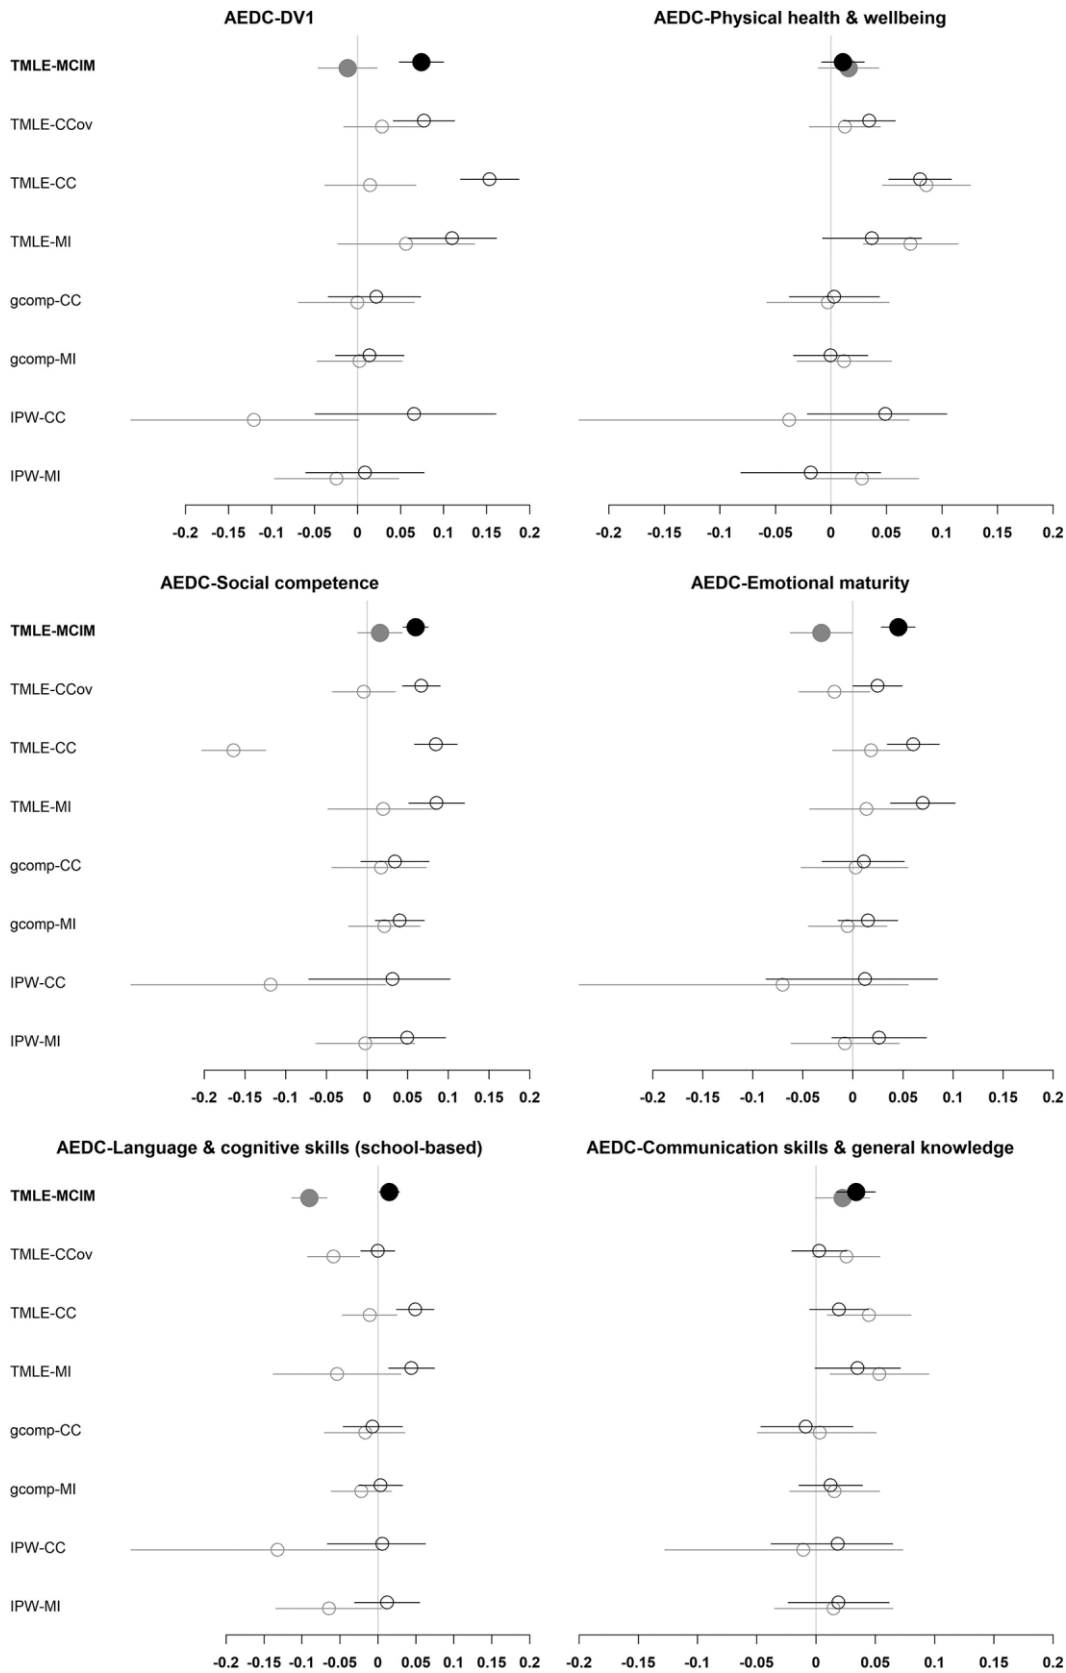 AEDC-DV1
AEDC-Physical health & wellbeing
TMLE-MCIM
TMLE-CCov
TMLE-CC
TMLE-MI
gcomp-CC
gcomp-MI
IPW-CC
IPW-MI
-0.2 -0.15 -0.1 -0.05 0 0.05 0.1 0.15 0.2
-0.2 -0.15 -0.1 -0.05 0 0.05 0.1 0.15 0.2
AEDC-Social competence
AEDC-Emotional maturity
TMLE-MCIM
TMLE-CCov
TMLE-CC
TMLE-MI
gcomp-CC
gcomp-MI
IPW-CC
IPW-MI
-0.2 -0.15 -0.1 -0.05 0 0.05 0.1 0.15 0.2
-0.2 -0.15 -0.1 -0.05 0 0.05 0.1 0.15 0.2
AEDC-Language & cognitive skills (school-based)
AEDC-Communication skills & general knowledge
TMLE-MCIM
TMLE-CCov
TMLE-CC
TMLE-MI
gcomp-CC
gcomp-MI
IPW-CC
IPW-MI
-0.2 -0.15 -0.1 -0.05 0 0.05 0.1 0.15 0.2
-0.2 -0.15 -0.1 -0.05 0 0.05 0.1 0.15 0.2